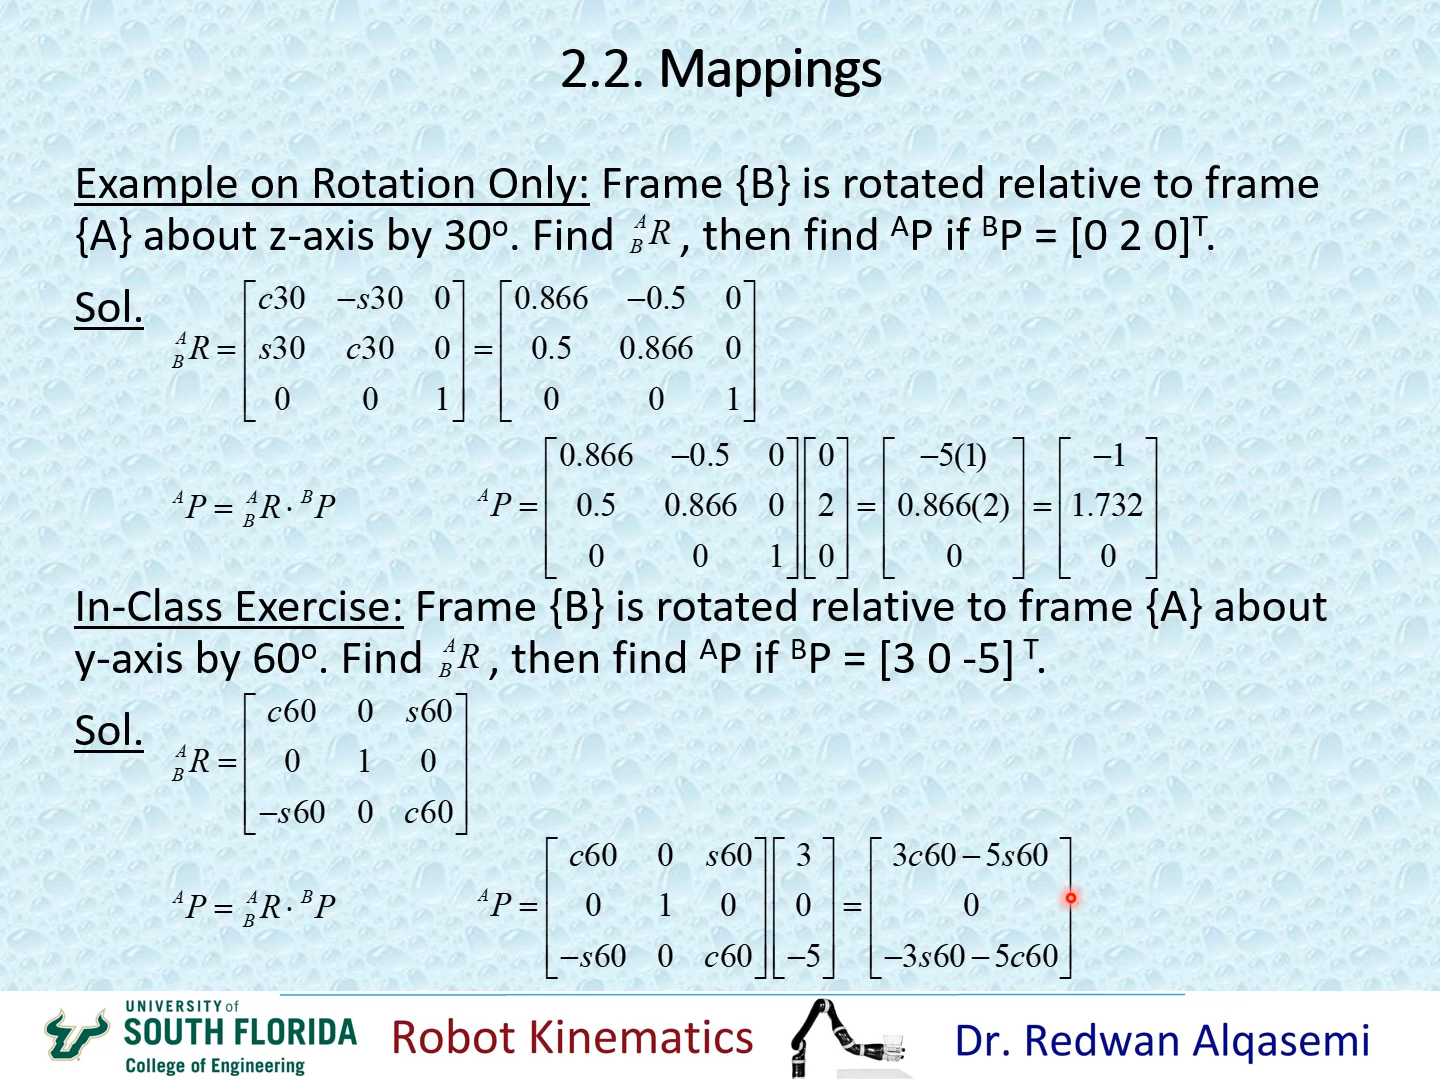 2.2. Mappings
Example on Rotation Only: Frame {B} is rotated relative to frame
{A} about z-axis by 30º. Find ᴬ_B R , then find ᴬP if ᴮP = [0 2 0]ᵀ.
Sol.
ᴬ_B R = [c30 −s30 0; s30 c30 0; 0 0 1] = [0.866 −0.5 0; 0.5 0.866 0; 0 0 1]
ᴬP = ᴬ_B R · ᴮP
ᴬP = [0.866 −0.5 0; 0.5 0.866 0; 0 0 1] [0; 2; 0] = [−5(1); 0.866(2); 0] = [−1; 1.732; 0]
In-Class Exercise: Frame {B} is rotated relative to frame {A} about
y-axis by 60º. Find ᴬ_B R , then find ᴬP if ᴮP = [3 0 -5] ᵀ.
Sol.
ᴬ_B R = [c60 0 s60; 0 1 0; −s60 0 c60]
ᴬP = ᴬ_B R · ᴮP
ᴬP = [c60 0 s60; 0 1 0; −s60 0 c60] [3; 0; −5] = [3c60 − 5s60; 0; −3s60 − 5c60]
UNIVERSITY of
SOUTH FLORIDA
College of Engineering
Robot Kinematics
Dr. Redwan Alqasemi